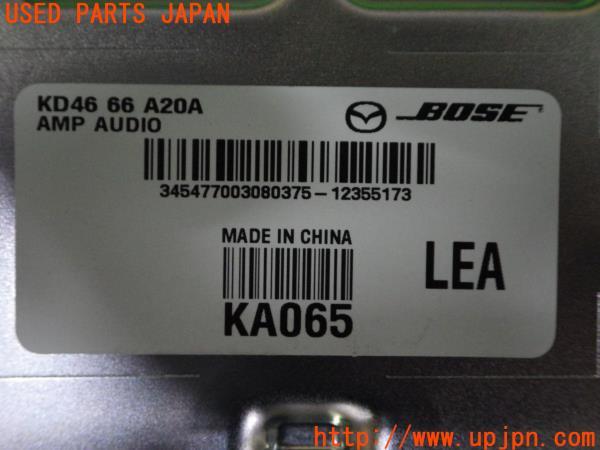 USED PARTS JAPAN
KD46 66 A20A
AMP AUDIO
BOSE
345477003080375-12355173
MADE IN CHINA
KA065
LEA
http://www.upjpn.com/